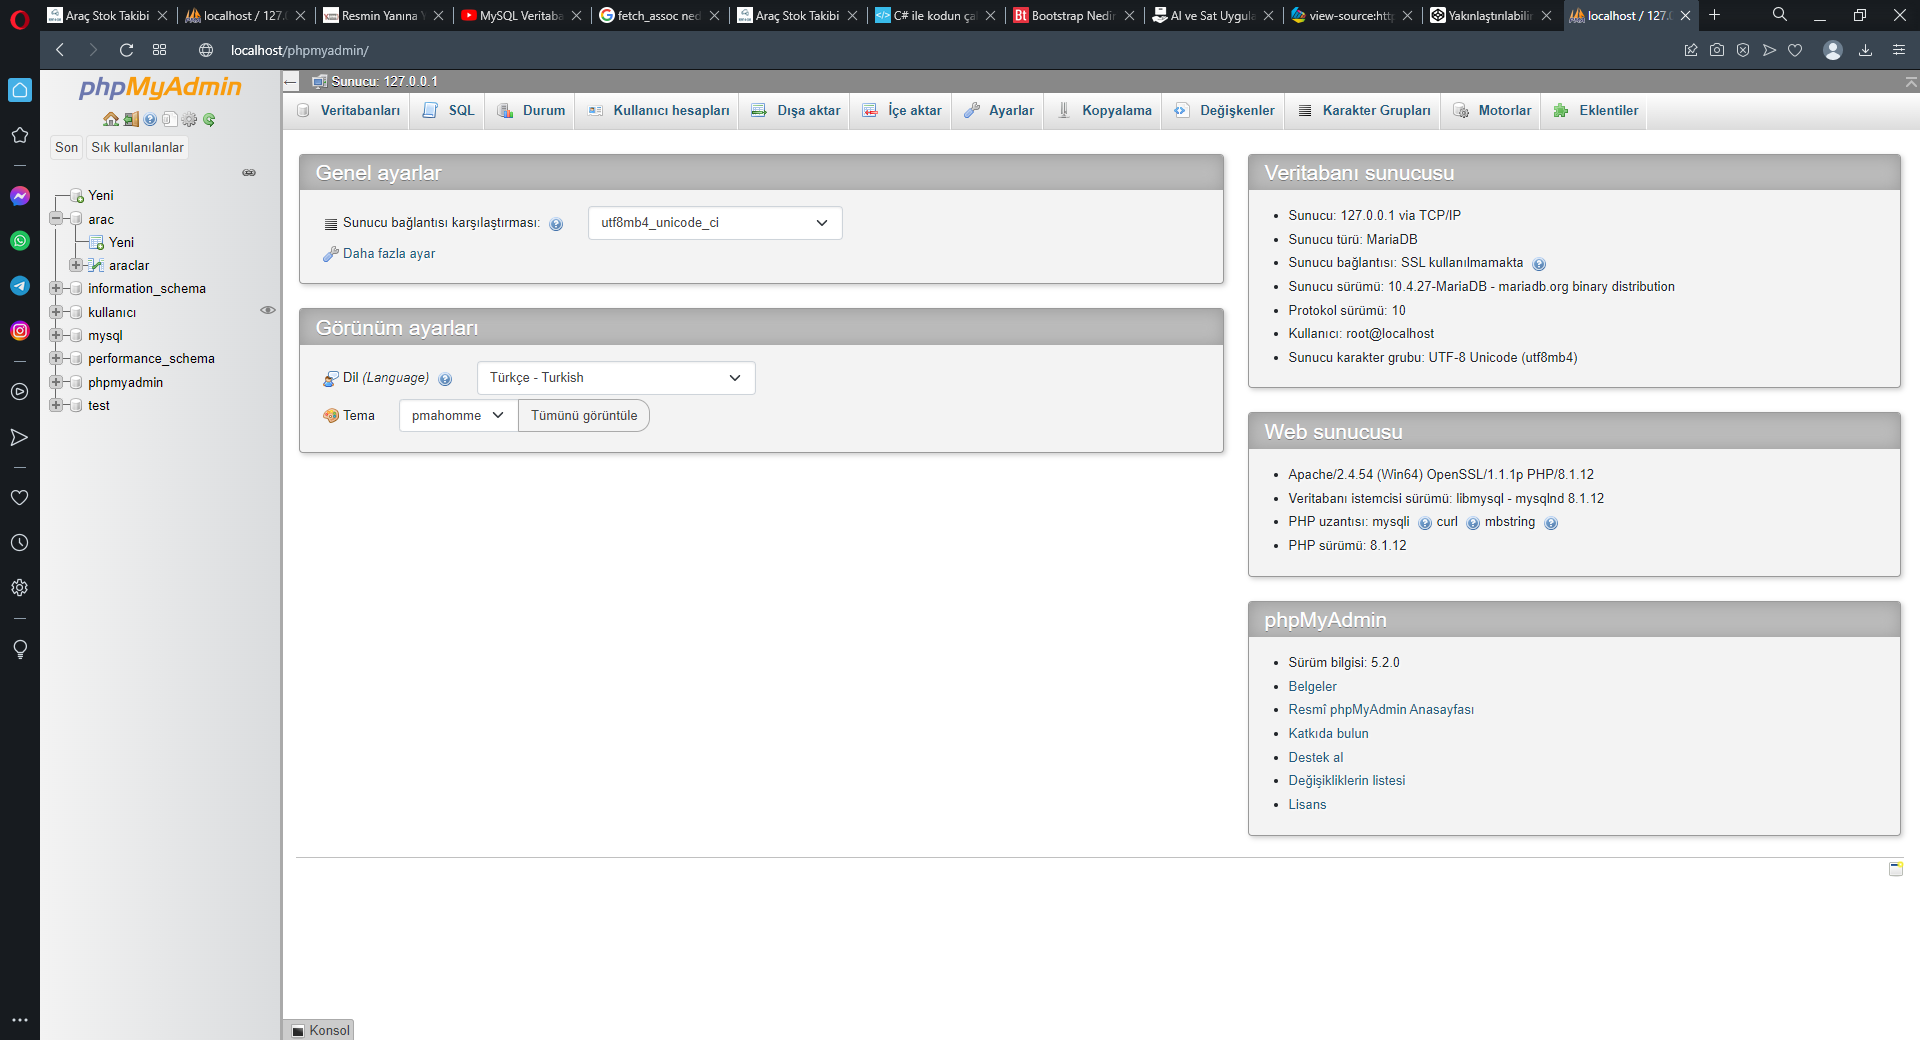 Araç Stok Takibi
localhost / 127.
Resmin Yanına Y
MySQL Veritaba
fetch_assoc ned
Araç Stok Takibi
C# ile kodun çal
Bootstrap Nedir
Al ve Sat Uygula
view-source:http
Yakınlaştırılabilir
localhost / 127.0
localhost/phpmyadmin/
phpMyAdmin
Son
Sık kullanılanlar
Yeni
arac
Yeni
araclar
information_schema
kullanıcı
mysql
performance_schema
phpmyadmin
test
Sunucu: 127.0.0.1
Veritabanları
SQL
Durum
Kullanıcı hesapları
Dışa aktar
İçe aktar
Ayarlar
Kopyalama
Değişkenler
Karakter Grupları
Motorlar
Eklentiler
Genel ayarlar
Sunucu bağlantısı karşılaştırması:
utf8mb4_unicode_ci
Daha fazla ayar
Görünüm ayarları
Dil (Language)
Türkçe - Turkish
Tema
pmahomme
Tümünü görüntüle
Veritabanı sunucusu
Sunucu: 127.0.0.1 via TCP/IP
Sunucu türü: MariaDB
Sunucu bağlantısı: SSL kullanılmamakta
Sunucu sürümü: 10.4.27-MariaDB - mariadb.org binary distribution
Protokol sürümü: 10
Kullanıcı: root@localhost
Sunucu karakter grubu: UTF-8 Unicode (utf8mb4)
Web sunucusu
Apache/2.4.54 (Win64) OpenSSL/1.1.1p PHP/8.1.12
Veritabanı istemcisi sürümü: libmysql - mysqlnd 8.1.12
PHP uzantısı: mysqli curl mbstring
PHP sürümü: 8.1.12
phpMyAdmin
Sürüm bilgisi: 5.2.0
Belgeler
Resmî phpMyAdmin Anasayfası
Katkıda bulun
Destek al
Değişikliklerin listesi
Lisans
Konsol